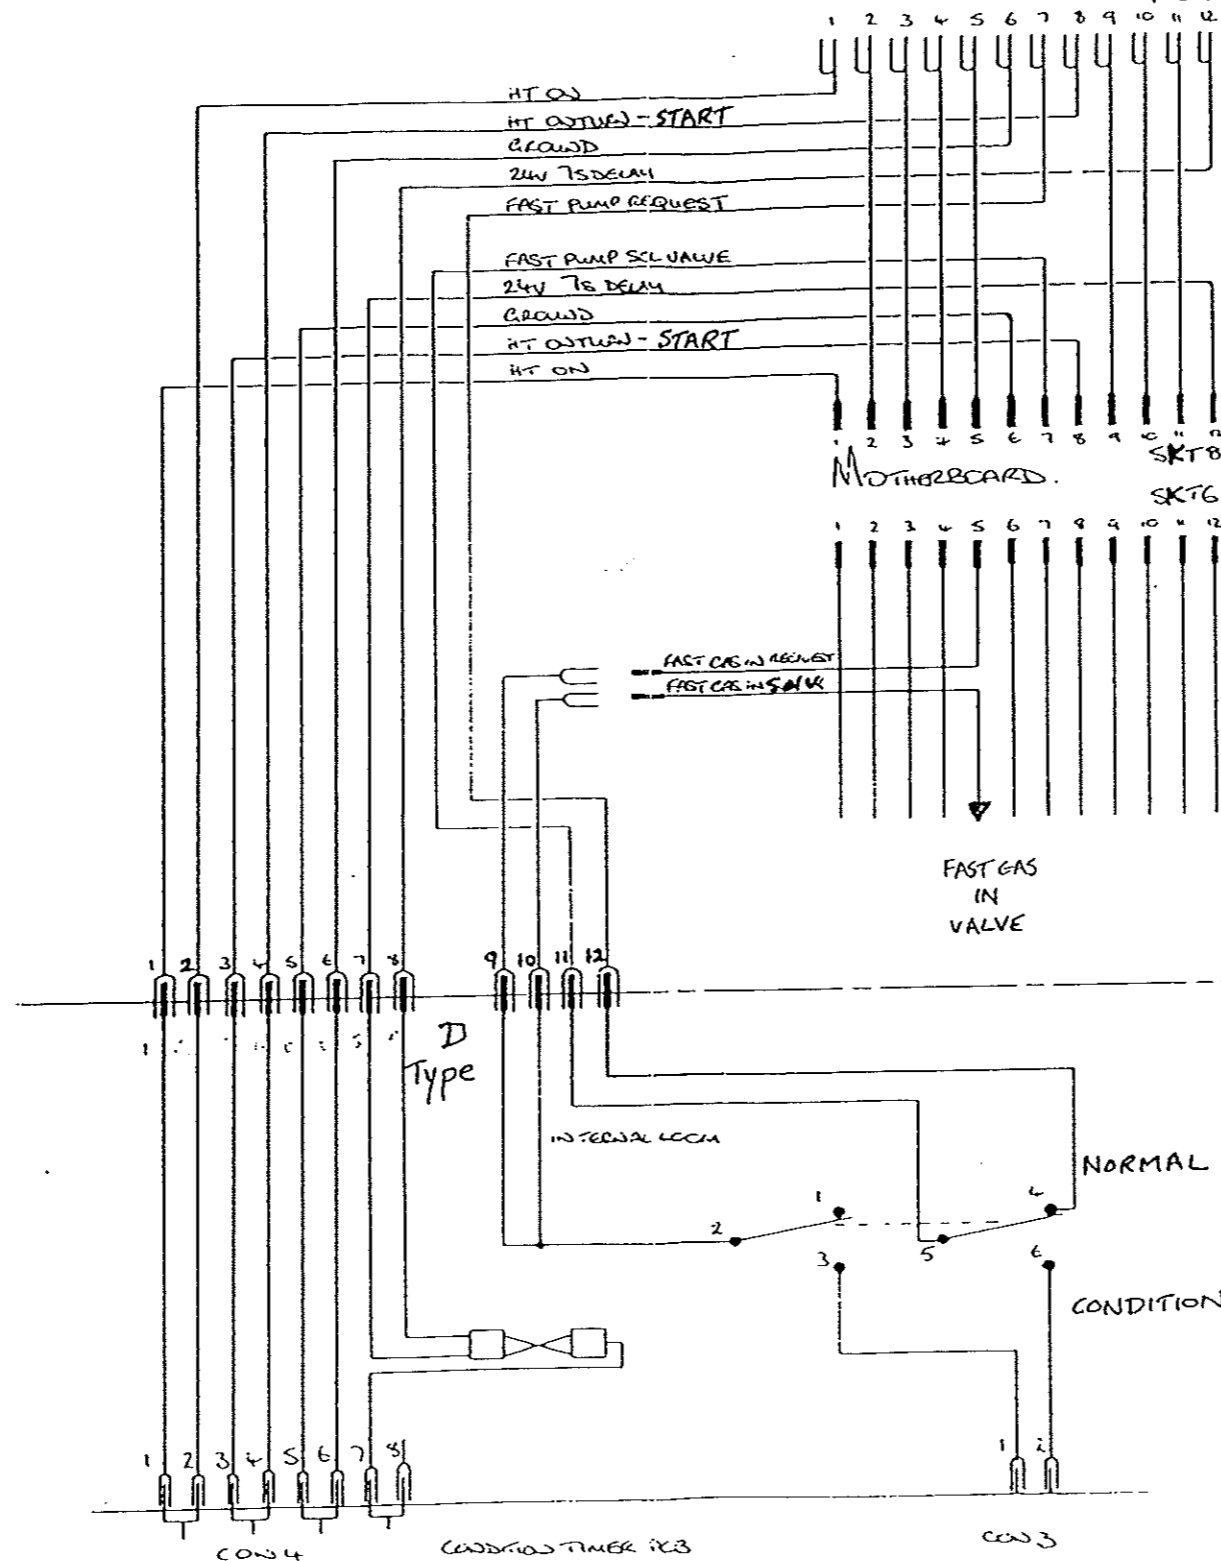 1 2 3 4 5 6 7 8 9 10 11 12
HT ON
HT ON/TURN - START
GROUND
24V 7S DELAY
FAST PUMP REQUEST
FAST PUMP SOL VALVE
24V 7S DELAY
GROUND
- START
HT ON
1 2 3 4 5 6 7 8 9 10 11 12
SKT8
MOTHERBOARD.
SKT6
1 2 3 4 5 6 7 8 9 10 11 12
FAST GAS IN REQUEST
FAST GAS IN
FAST GAS
IN
VALVE
1 2 3 4 5 6 7 8 9 10 11 12
D
Type
INTERNAL LOOM
NORMAL
1 4
2 5
3 6
CONDITION
1 2 3 4 5 6 7 8 1 2
CON 4
CONDITION TIMER
CON 3